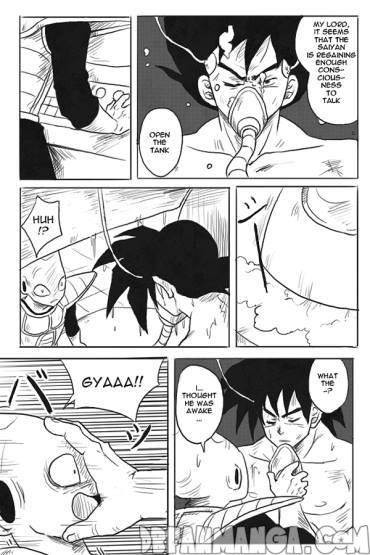 MY LORD,
IT SEEMS
THAT THE
SAIYAN
IS REGAINING
ENOUGH
CONS-
CIOUS-
NESS
TO
TALK
OPEN
THE
TANK
HUH
!?
WHAT
THE
-?
I...
THOUGHT
HE WAS
AWAKE
...
GYAAA!!
DREAMMANGA.COM